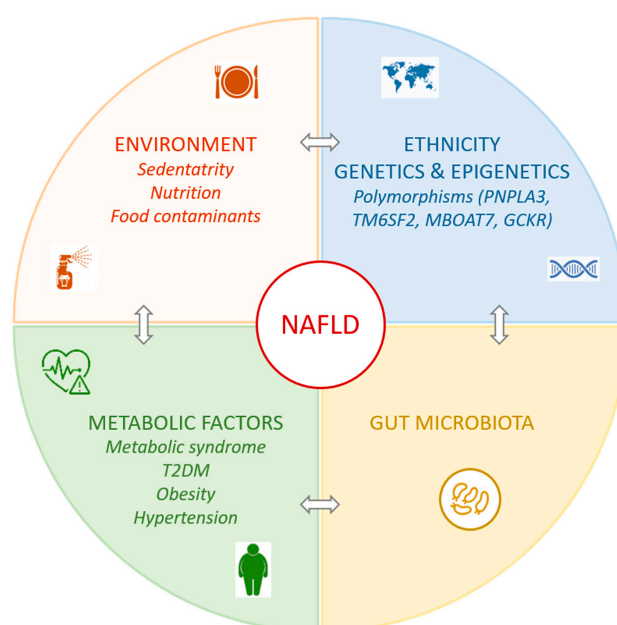 ENVIRONMENT
Sedentatrity
Nutrition
Food contaminants
ETHNICITY
GENETICS & EPIGENETICS
Polymorphisms (PNPLA3,
TM6SF2, MBOAT7, GCKR)
NAFLD
METABOLIC FACTORS
Metabolic syndrome
T2DM
Obesity
Hypertension
GUT MICROBIOTA